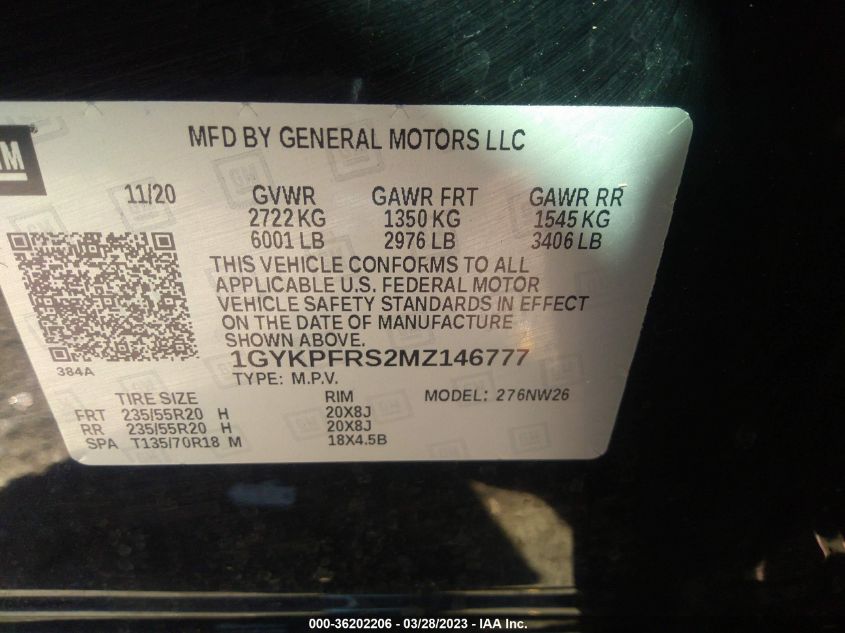 MFD BY GENERAL MOTORS LLC
GM
11/20 GVWR GAWR FRT GAWR RR
2722 KG 1350 KG 1545 KG
6001 LB 2976 LB 3406 LB
THIS VEHICLE CONFORMS TO ALL
APPLICABLE U.S. FEDERAL MOTOR
VEHICLE SAFETY STANDARDS IN EFFECT
ON THE DATE OF MANUFACTURE
SHOWN ABOVE.
1GYKPFRS2MZ146777
384A
TYPE: M.P.V.
TIRE SIZE RIM MODEL: 276NW26
FRT 235/55R20 H 20X8J
RR 235/55R20 H 20X8J
SPA T135/70R18 M 18X4.5B
000-36202206 - 03/28/2023 - IAA Inc.